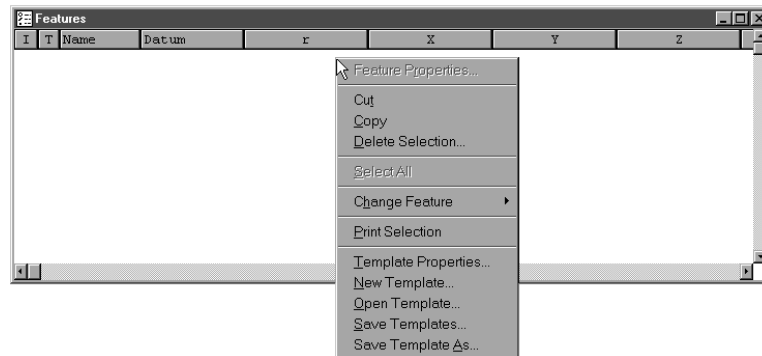 Features
I T Name Datum r X Y Z
Feature Properties...
Cut
Copy
Delete Selection...
Select All
Change Feature
Print Selection
Template Properties...
New Template...
Open Template...
Save Templates...
Save Template As...